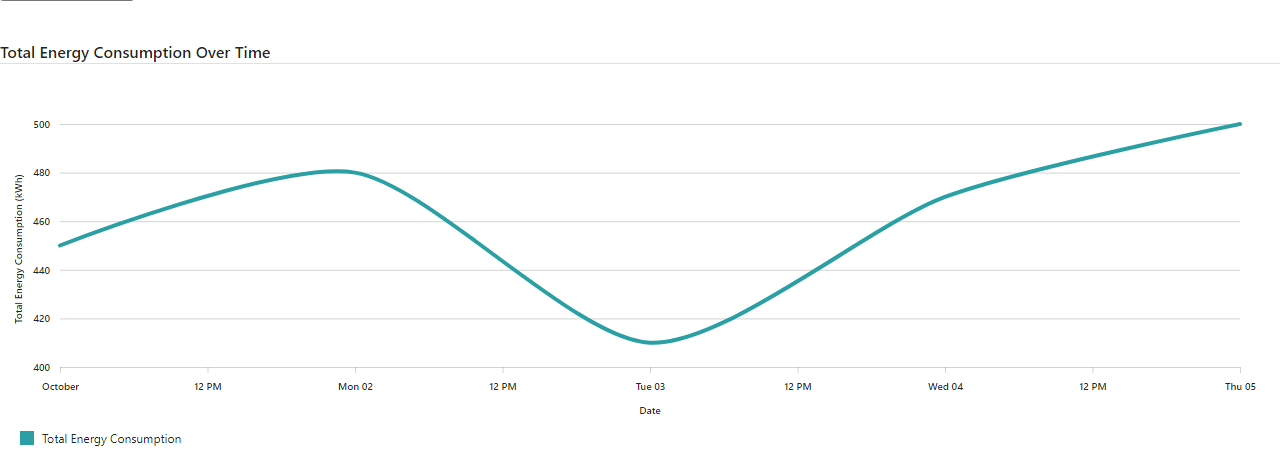 Total Energy Consumption Over Time
500
480
460
440
420
400
Total Energy Consumption (kWh)
October 12 PM Mon 02 12 PM Tue 03 12 PM Wed 04 12 PM Thu 05
Date
Total Energy Consumption